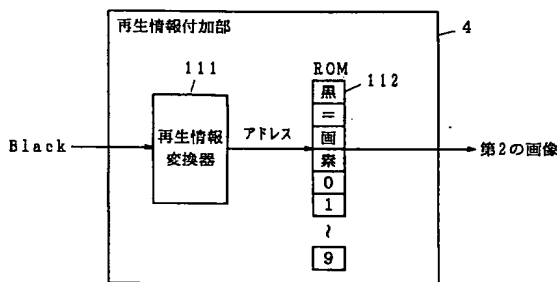 再生情報付加部
4
111
ROM
112
黒
=
画
0
1
~
9
Black
再生情報
変換器
アドレス
第2の画像